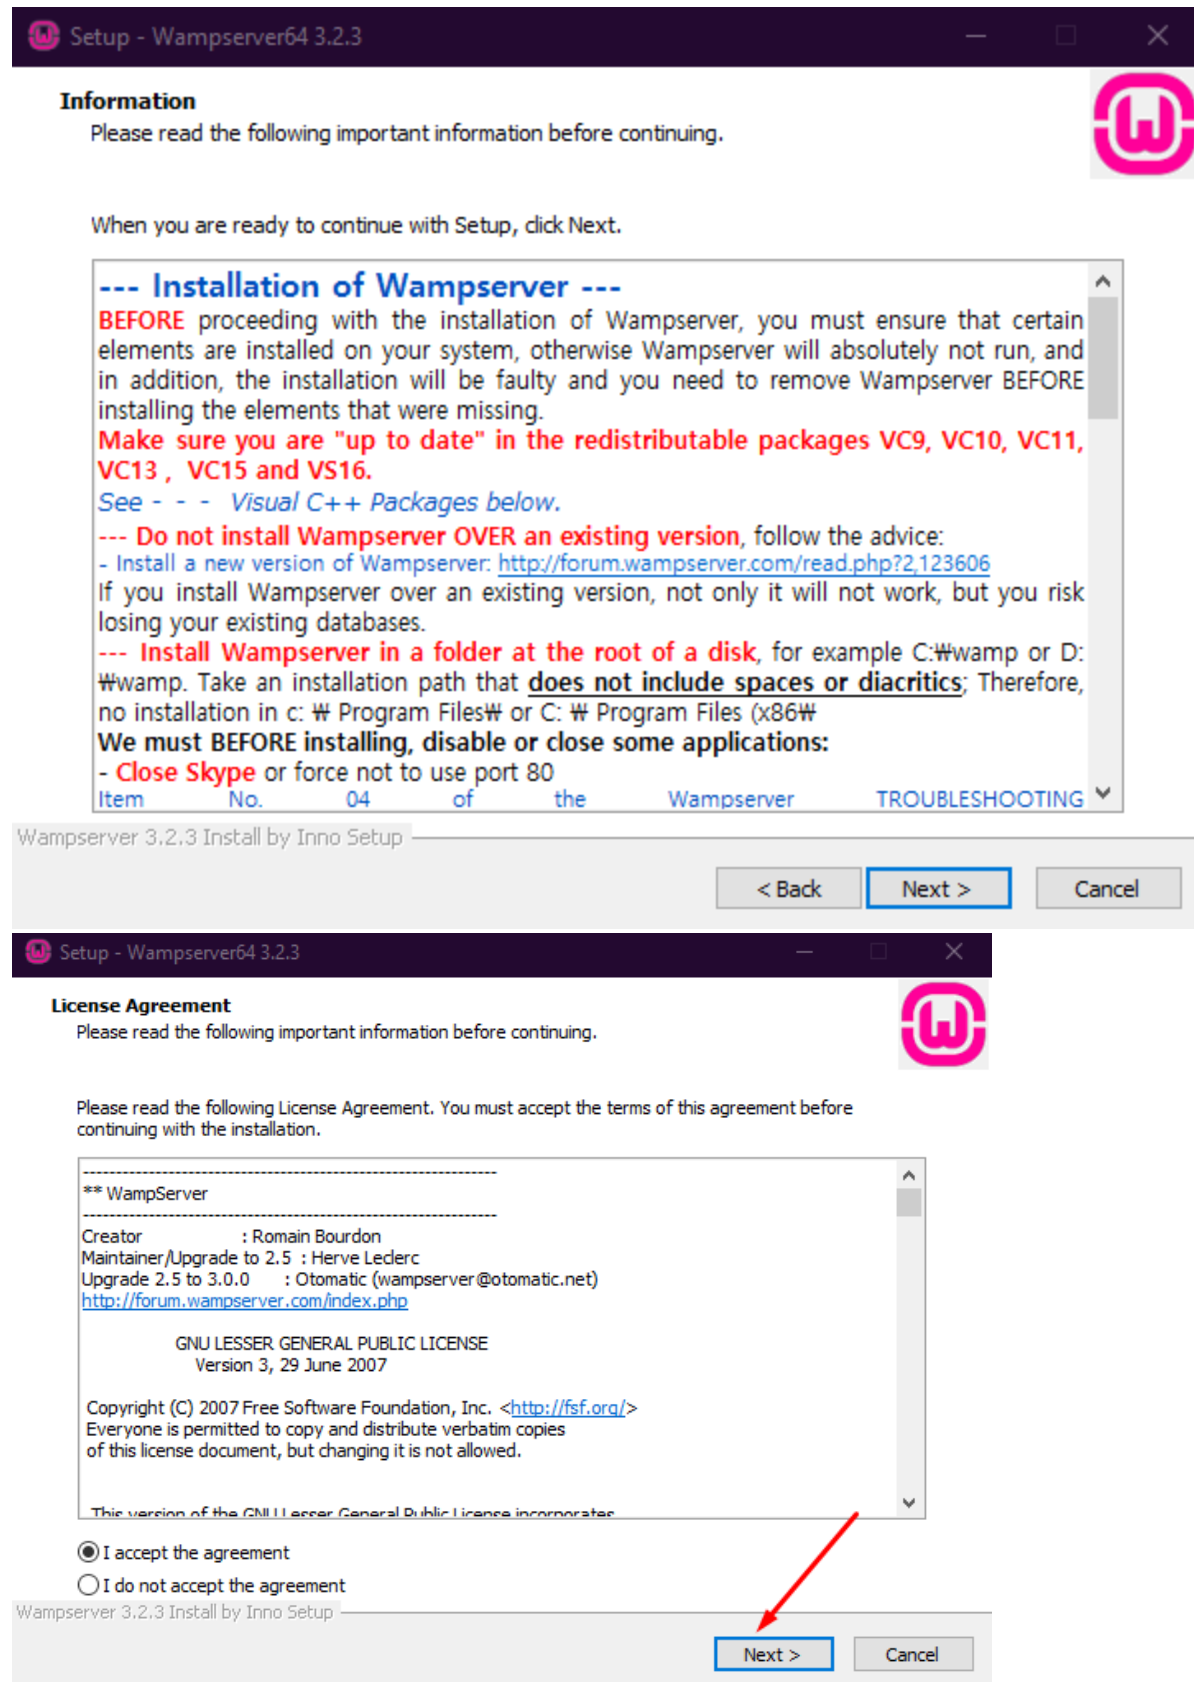 Setup - Wampserver64 3.2.3
Information
Please read the following important information before continuing.
When you are ready to continue with Setup, click Next.
--- Installation of Wampserver ---
BEFORE proceeding with the installation of Wampserver, you must ensure that certain
elements are installed on your system, otherwise Wampserver will absolutely not run, and
in addition, the installation will be faulty and you need to remove Wampserver BEFORE
installing the elements that were missing.
Make sure you are "up to date" in the redistributable packages VC9, VC10, VC11,
VC13 , VC15 and VS16.
See - - - Visual C++ Packages below.
--- Do not install Wampserver OVER an existing version, follow the advice:
- Install a new version of Wampserver: http://forum.wampserver.com/read.php?2,123606
If you install Wampserver over an existing version, not only it will not work, but you risk
losing your existing databases.
--- Install Wampserver in a folder at the root of a disk, for example C:₩wamp or D:
₩wamp. Take an installation path that does not include spaces or diacritics; Therefore,
no installation in c: ₩ Program Files₩ or C: ₩ Program Files (x86₩
We must BEFORE installing, disable or close some applications:
- Close Skype or force not to use port 80
Item No. 04 of the Wampserver TROUBLESHOOTING
Wampserver 3.2.3 Install by Inno Setup
< Back Next > Cancel
Setup - Wampserver64 3.2.3
License Agreement
Please read the following important information before continuing.
Please read the following License Agreement. You must accept the terms of this agreement before
continuing with the installation.
---------------------------------------------------------------
** WampServer
---------------------------------------------------------------
Creator : Romain Bourdon
Maintainer/Upgrade to 2.5 : Herve Leclerc
Upgrade 2.5 to 3.0.0 : Otomatic (wampserver@otomatic.net)
http://forum.wampserver.com/index.php
GNU LESSER GENERAL PUBLIC LICENSE
Version 3, 29 June 2007
Copyright (C) 2007 Free Software Foundation, Inc. <http://fsf.org/>
Everyone is permitted to copy and distribute verbatim copies
of this license document, but changing it is not allowed.
This version of the GNU Lesser General Public License incorporates
I accept the agreement
I do not accept the agreement
Wampserver 3.2.3 Install by Inno Setup
Next > Cancel